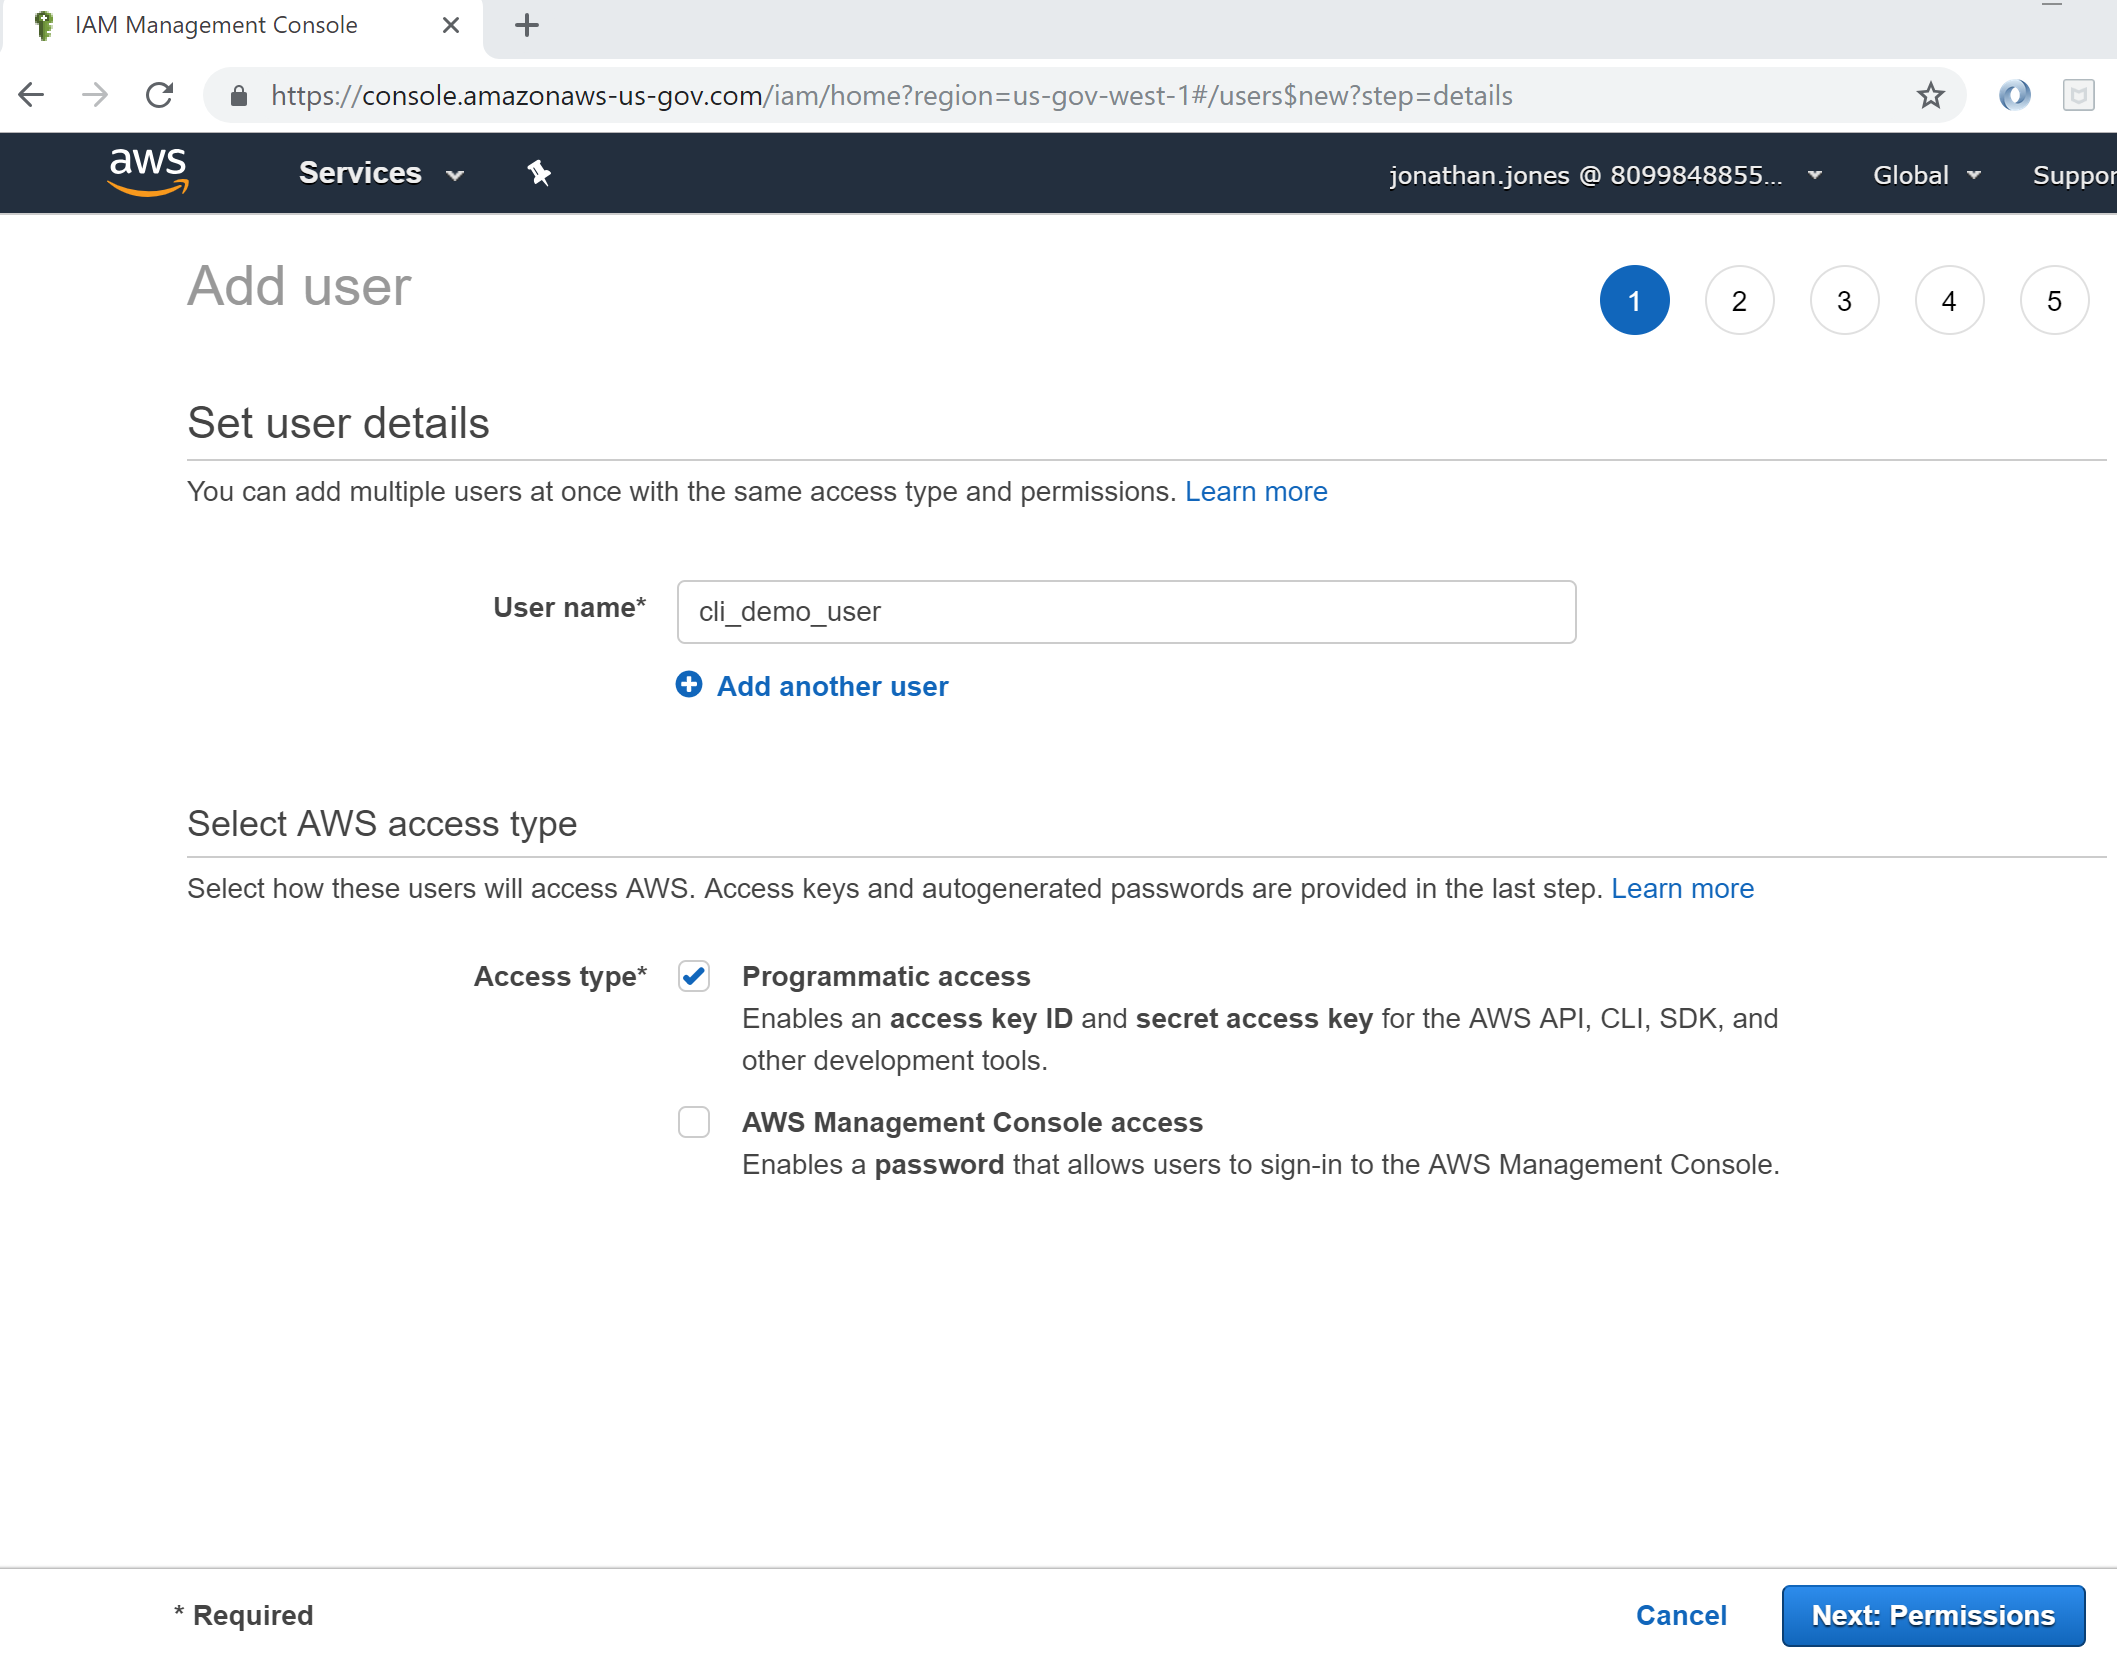 IAM Management Console
https://console.amazonaws-us-gov.com/iam/home?region=us-gov-west-1#/users$new?step=details
aws Services jonathan.jones @ 8099848855... Global Suppor
Add user
1 2 3 4 5
Set user details
You can add multiple users at once with the same access type and permissions. Learn more
User name* cli_demo_user
Add another user
Select AWS access type
Select how these users will access AWS. Access keys and autogenerated passwords are provided in the last step. Learn more
Access type* Programmatic access
Enables an access key ID and secret access key for the AWS API, CLI, SDK, and
other development tools.
AWS Management Console access
Enables a password that allows users to sign-in to the AWS Management Console.
* Required Cancel Next: Permissions